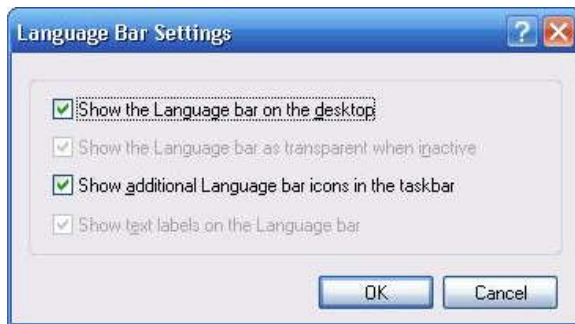 Language Bar Settings
Show the Language bar on the desktop
Show the Language bar as transparent when inactive
Show additional Language bar icons in the taskbar
Show text labels on the Language bar
OK Cancel